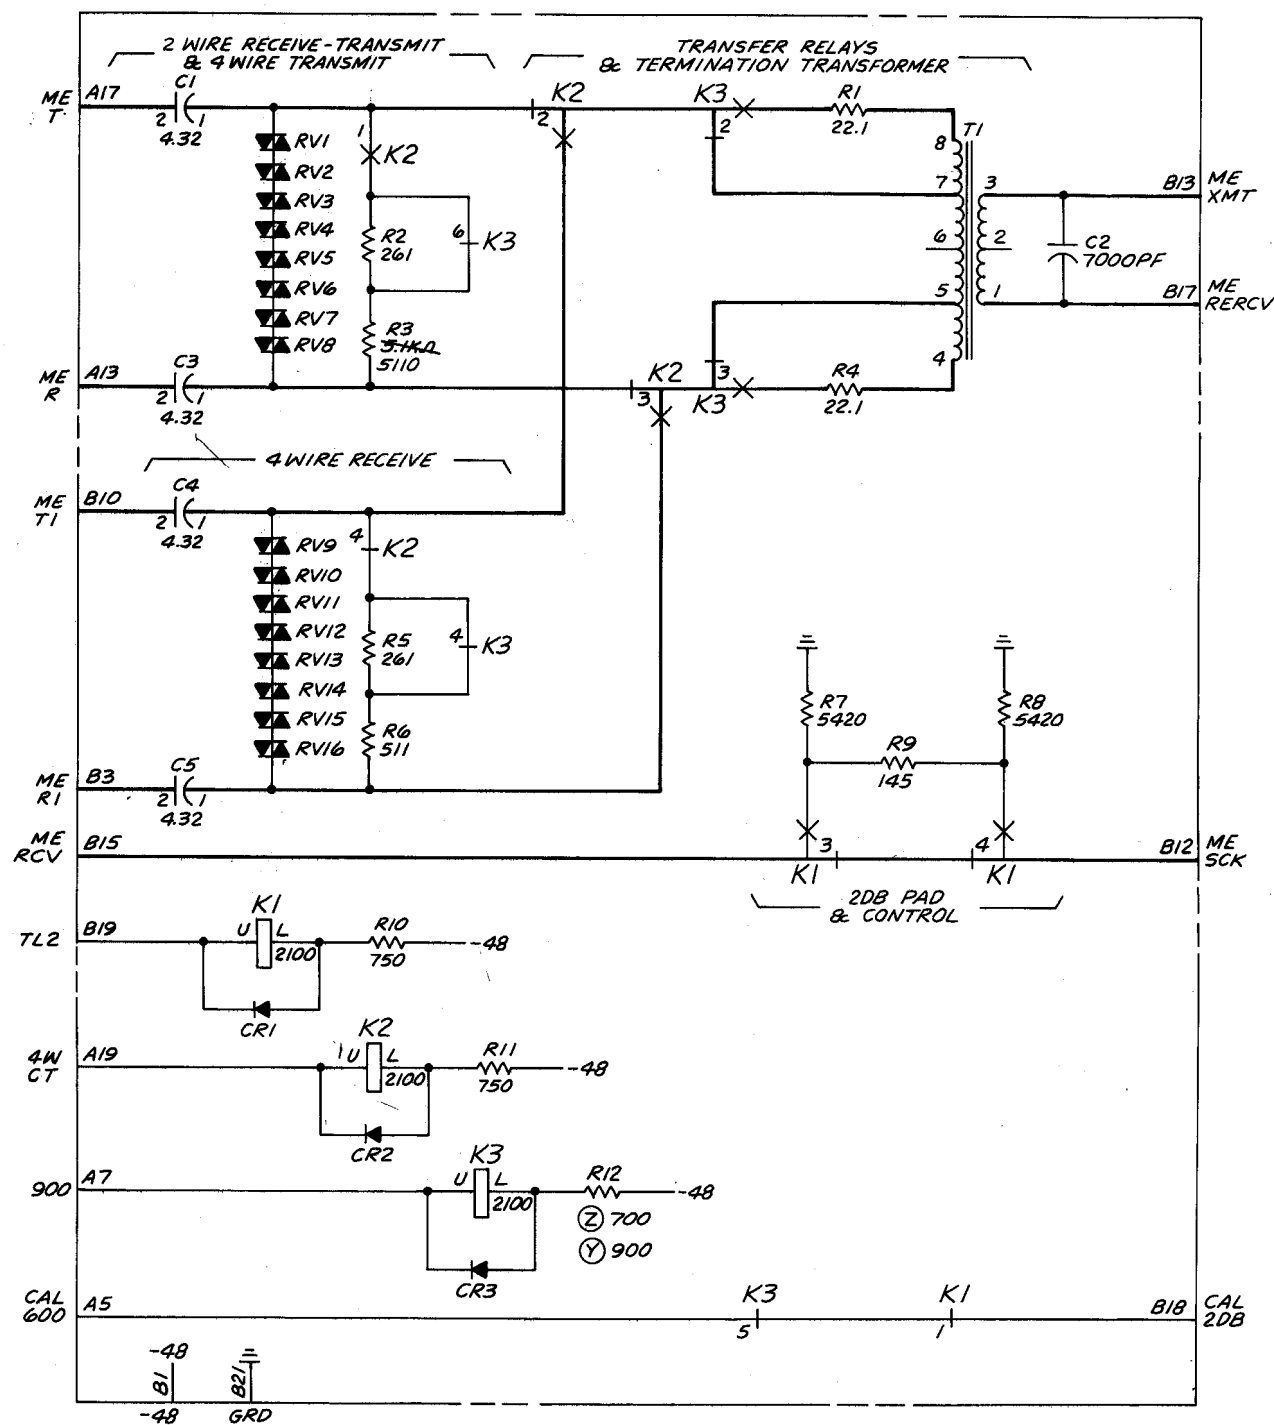 2 WIRE RECEIVE-TRANSMIT
& 4 WIRE TRANSMIT
TRANSFER RELAYS
& TERMINATION TRANSFORMER
ME
T
A17
C1
2 1
4.32
K2
2
K3
2
R1
22.1
T1
8
7
6
5
4
3
2
1
RV1
RV2
RV3
RV4
RV5
RV6
RV7
RV8
1
K2
R2
261
6
K3
R3
5.1KΩ
5110
B13
ME
XMT
C2
7000PF
B17
ME
RERCV
ME
R
A13
C3
2 1
4.32
K2
3
3
K3
R4
22.1
4 WIRE RECEIVE
ME
T1
B10
C4
2 1
4.32
RV9
RV10
RV11
RV12
RV13
RV14
RV15
RV16
4
K2
R5
261
4
K3
R6
511
R7
5420
R8
5420
R9
145
ME
R1
B3
C5
2 1
4.32
ME
RCV
B15
3
K1
4
K1
B12
ME
SCK
2DB PAD
& CONTROL
TL2
B19
K1
U L
2100
R10
750
-48
CR1
4W
CT
A19
K2
U L
2100
R11
750
-48
CR2
900
A7
K3
U L
2100
R12
-48
Z 700
Y 900
CR3
CAL
600
A5
K3
5
K1
1
B18
CAL
2DB
-48
B1
-48
B21
GRD